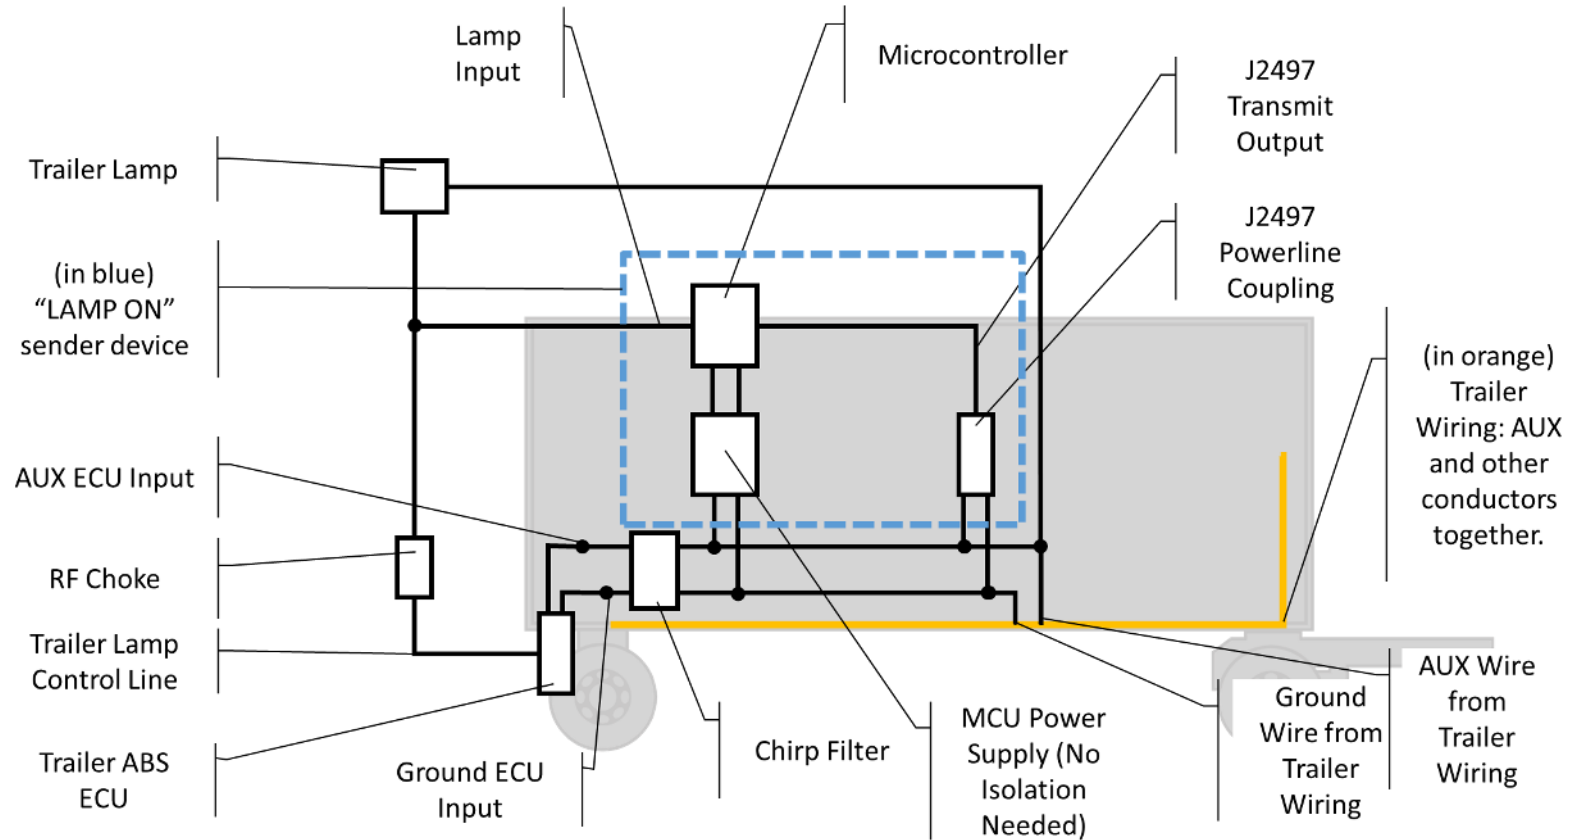 Lamp
Input
Microcontroller
J2497
Transmit
Output
Trailer Lamp
J2497
Powerline
Coupling
(in blue)
“LAMP ON”
sender device
(in orange)
Trailer
Wiring: AUX
and other
conductors
together.
AUX ECU Input
RF Choke
Trailer Lamp
Control Line
Trailer ABS
ECU
Ground ECU
Input
Chirp Filter
MCU Power
Supply (No
Isolation
Needed)
Ground
Wire from
Trailer
Wiring
AUX Wire
from
Trailer
Wiring